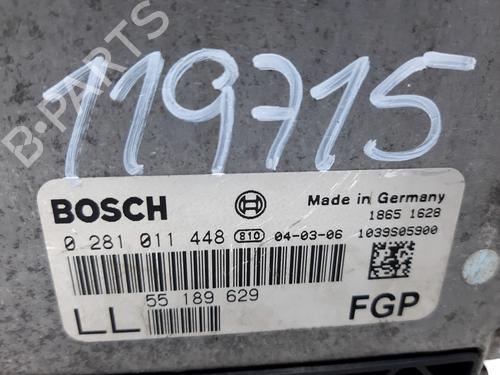 B-PARTS
119715
BOSCH Made in Germany
1865 1628
0 281 011 448 810 04-03-06 1039S05900
55 189 629
LL FGP